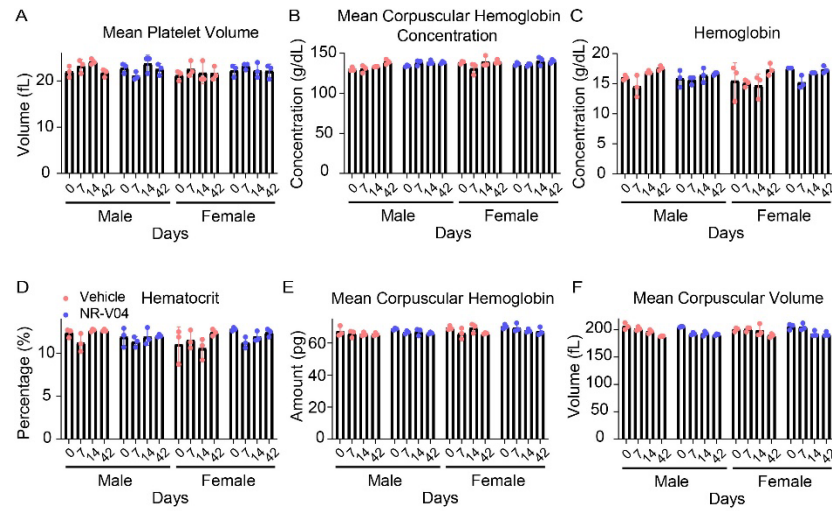 A
Mean Platelet Volume
Volume (fL)
20
10
0
0 7 14 42 0 7 14 42 0 7 14 42 0 7 14 42
Male Female
Days
B
Mean Corpuscular Hemoglobin
Concentration
Concentration (g/dL)
150
100
50
0
0 7 14 42 0 7 14 42 0 7 14 42 0 7 14 42
Male Female
Days
C
Hemoglobin
Concentration (g/dL)
20
15
10
5
0
0 7 14 42 0 7 14 42 0 7 14 42 0 7 14 42
Male Female
Days
D
Vehicle
NR-V04
Hematocrit
Percentage (%)
10
5
0
0 7 14 42 0 7 14 42 0 7 14 42 0 7 14 42
Male Female
Days
E
Mean Corpuscular Hemoglobin
Amount (pg)
60
40
20
0
0 7 14 42 0 7 14 42 0 7 14 42 0 7 14 42
Male Female
Days
F
Mean Corpuscular Volume
Volume (fL)
200
150
100
50
0
0 7 14 42 0 7 14 42 0 7 14 42 0 7 14 42
Male Female
Days